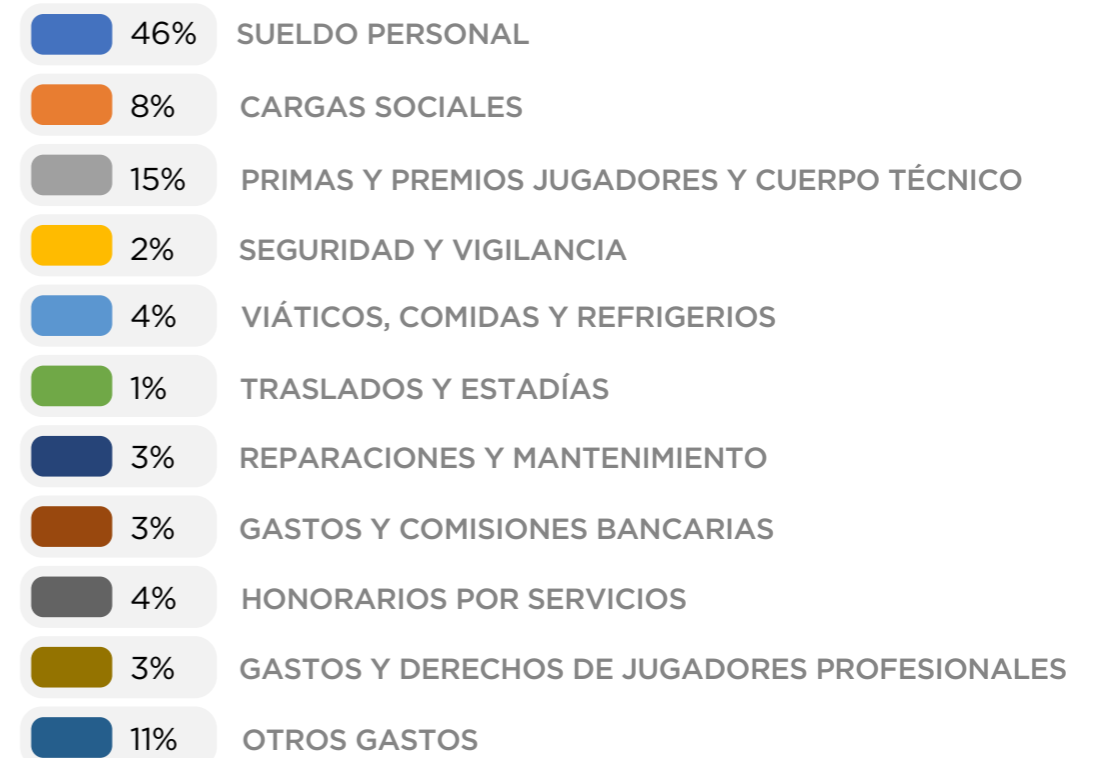 46% SUELDO PERSONAL
8% CARGAS SOCIALES
15% PRIMAS Y PREMIOS JUGADORES Y CUERPO TÉCNICO
2% SEGURIDAD Y VIGILANCIA
4% VIÁTICOS, COMIDAS Y REFRIGERIOS
1% TRASLADOS Y ESTADÍAS
3% REPARACIONES Y MANTENIMIENTO
3% GASTOS Y COMISIONES BANCARIAS
4% HONORARIOS POR SERVICIOS
3% GASTOS Y DERECHOS DE JUGADORES PROFESIONALES
11% OTROS GASTOS